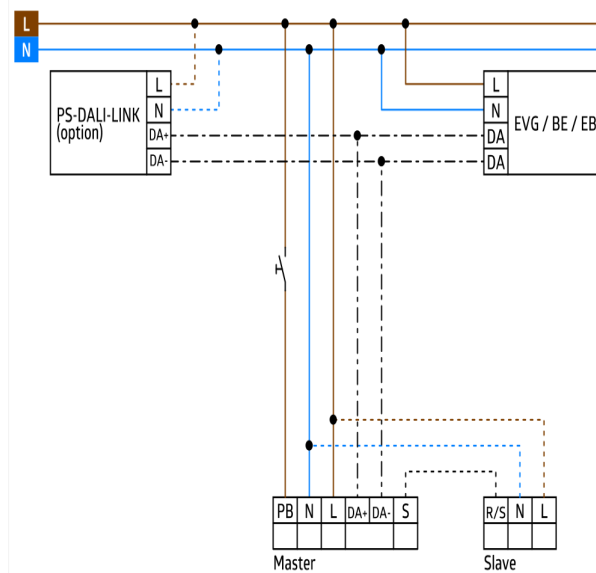 L
N
PS-DALI-LINK
(option)
L
N
DA+
DA-
L
N
DA
DA
EVG / BE / EB
PB N L DA+ DA- S
R/S N L
Master
Slave